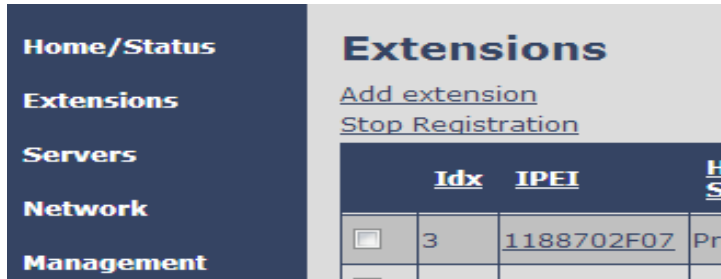 Home/Status
Extensions
Servers
Network
Management
Extensions
Add extension
Stop Registration
Idx IPEI
3 1188702F07